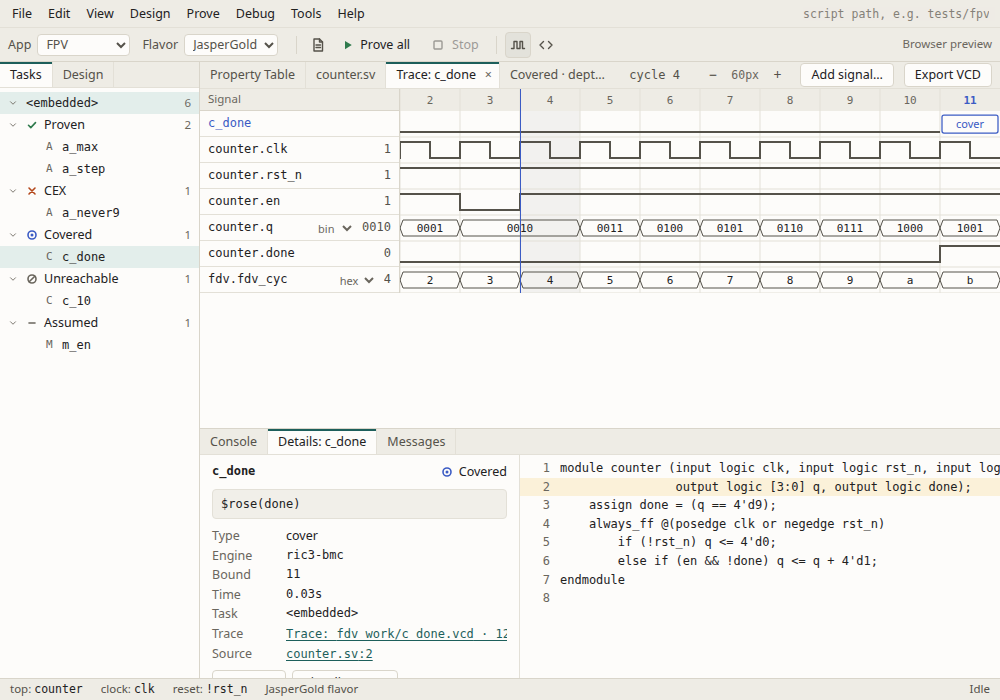 File Edit View Design Prove Debug Tools Help script path, e.g. tests/fpv
App FPV Flavor JasperGold Prove all Stop Browser preview
Tasks Design
<embedded> 6
Proven 2
A a_max
A a_step
CEX 1
A a_never9
Covered 1
C c_done
Unreachable 1
C c_10
Assumed 1
M m_en
Property Table counter.sv Trace: c_done × Covered · dept... cycle 4 − 60px + Add signal... Export VCD
Signal 2 3 4 5 6 7 8 9 10 11
c_done cover
counter.clk 1
counter.rst_n 1
counter.en 1
counter.q bin 0010 0001 0010 0011 0100 0101 0110 0111 1000 1001
counter.done 0
fdv.fdv_cyc hex 4 2 3 4 5 6 7 8 9 a b
Console Details: c_done Messages
c_done Covered
$rose(done)
Type cover
Engine ric3-bmc
Bound 11
Time 0.03s
Task <embedded>
Trace Trace: fdv_work/c_done.vcd · 12
Source counter.sv:2
1 module counter (input logic clk, input logic rst_n, input log
2 output logic [3:0] q, output logic done);
3 assign done = (q == 4'd9);
4 always_ff @(posedge clk or negedge rst_n)
5 if (!rst_n) q <= 4'd0;
6 else if (en && !done) q <= q + 4'd1;
7 endmodule
8
top: counter clock: clk reset: !rst_n JasperGold flavor Idle